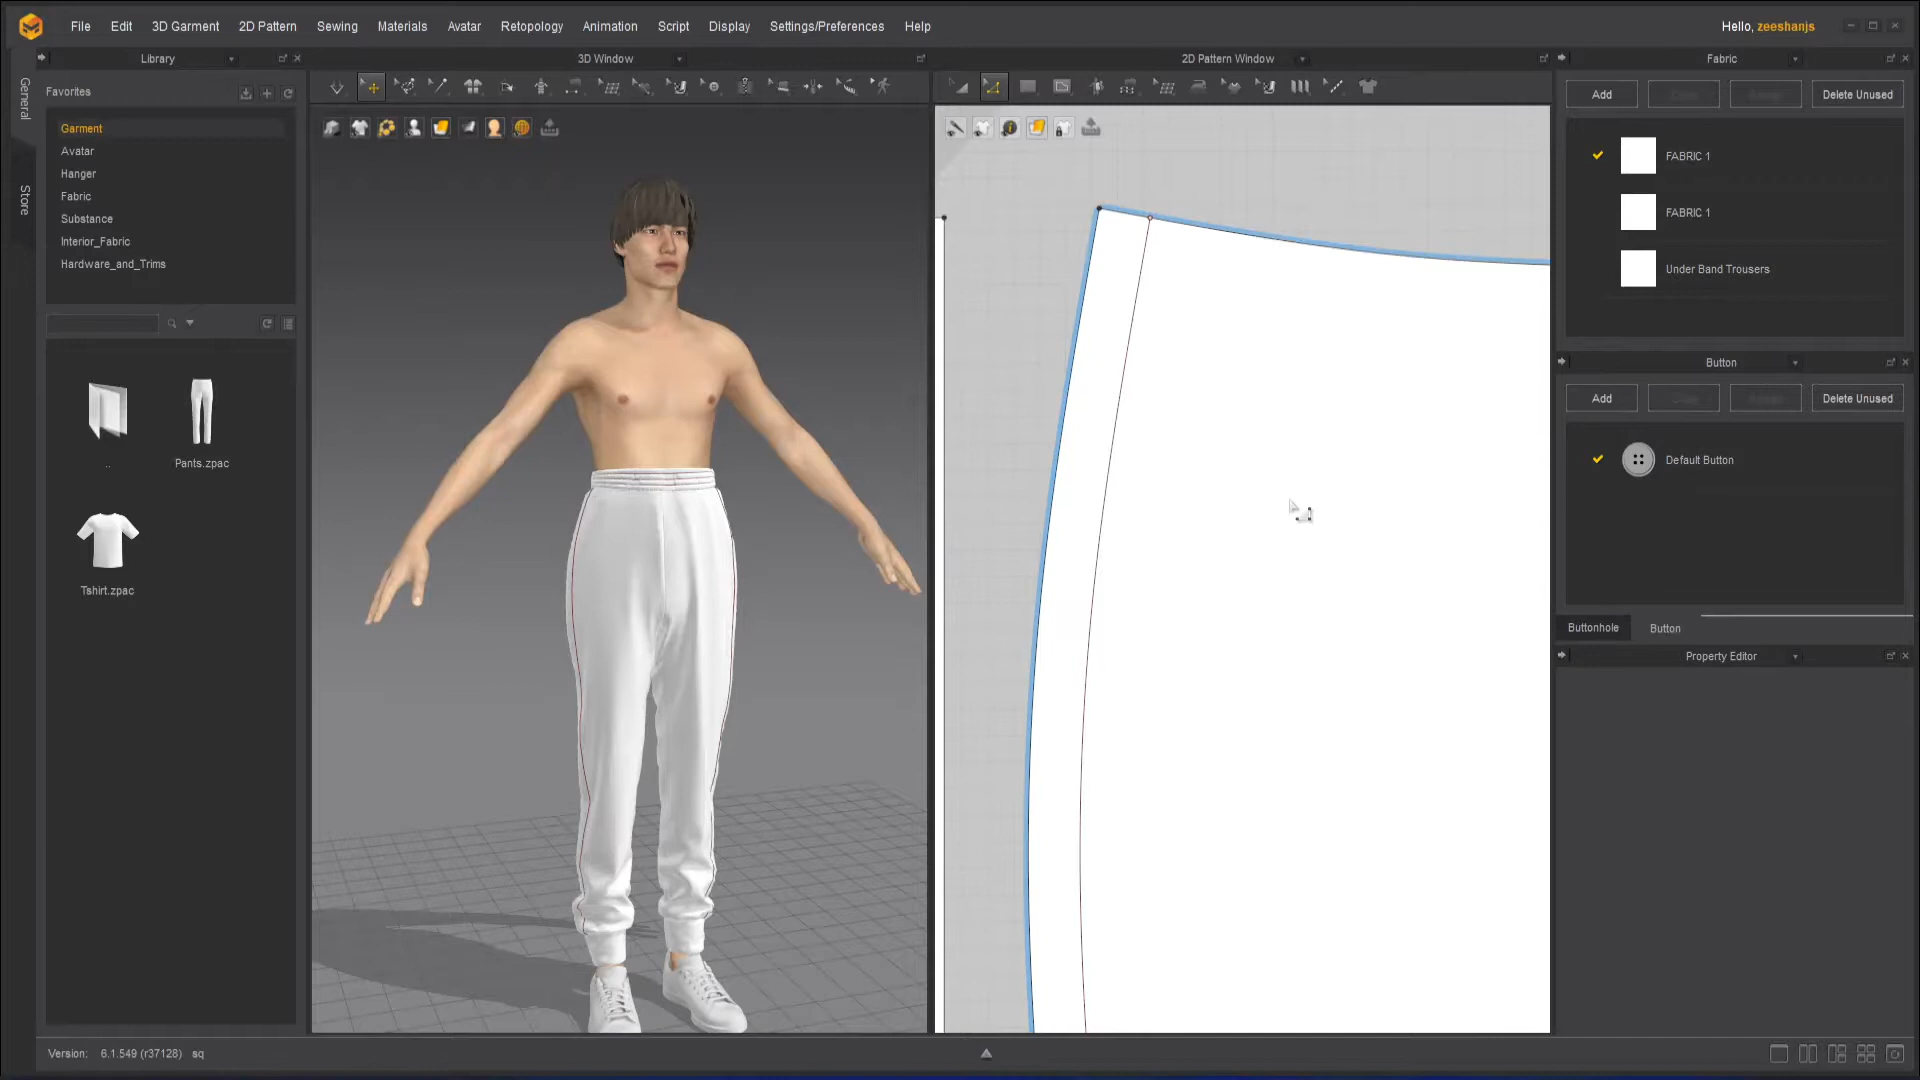 File Edit 3D Garment 2D Pattern Sewing Materials Avatar Retopology Animation Script Display Settings/Preferences Help
Hello, zeeshanjs
Library
3D Window
2D Pattern Window
Fabric
General
Store
Favorites
Garment
Avatar
Hanger
Fabric
Substance
Interior_Fabric
Hardware_and_Trims
..
Pants.zpac
Tshirt.zpac
Add
Delete Unused
FABRIC 1
FABRIC 1
Under Band Trousers
Button
Add
Delete Unused
Default Button
Buttonhole Button
Property Editor
Version: 6.1.549 (r37128) sq